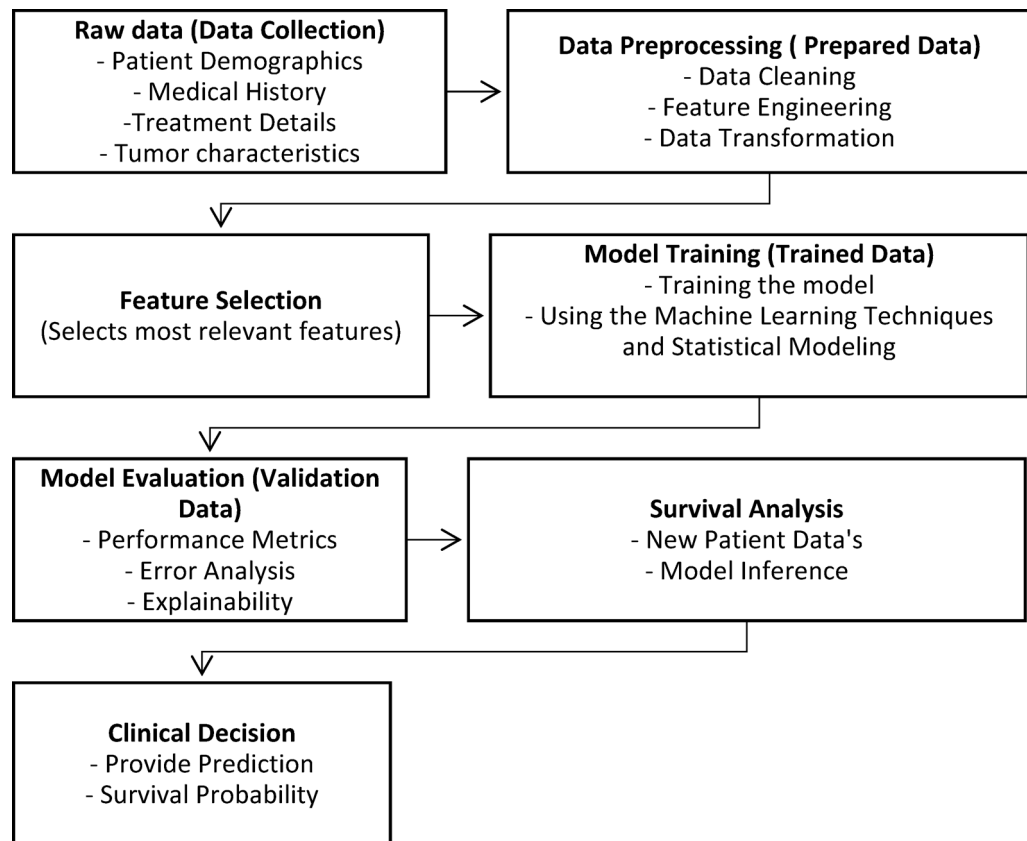 Raw data (Data Collection)
- Patient Demographics
- Medical History
-Treatment Details
- Tumor characteristics
Data Preprocessing ( Prepared Data)
- Data Cleaning
- Feature Engineering
- Data Transformation
Feature Selection
(Selects most relevant features)
Model Training (Trained Data)
- Training the model
- Using the Machine Learning Techniques
and Statistical Modeling
Model Evaluation (Validation
Data)
- Performance Metrics
- Error Analysis
- Explainability
Survival Analysis
- New Patient Data's
- Model Inference
Clinical Decision
- Provide Prediction
- Survival Probability